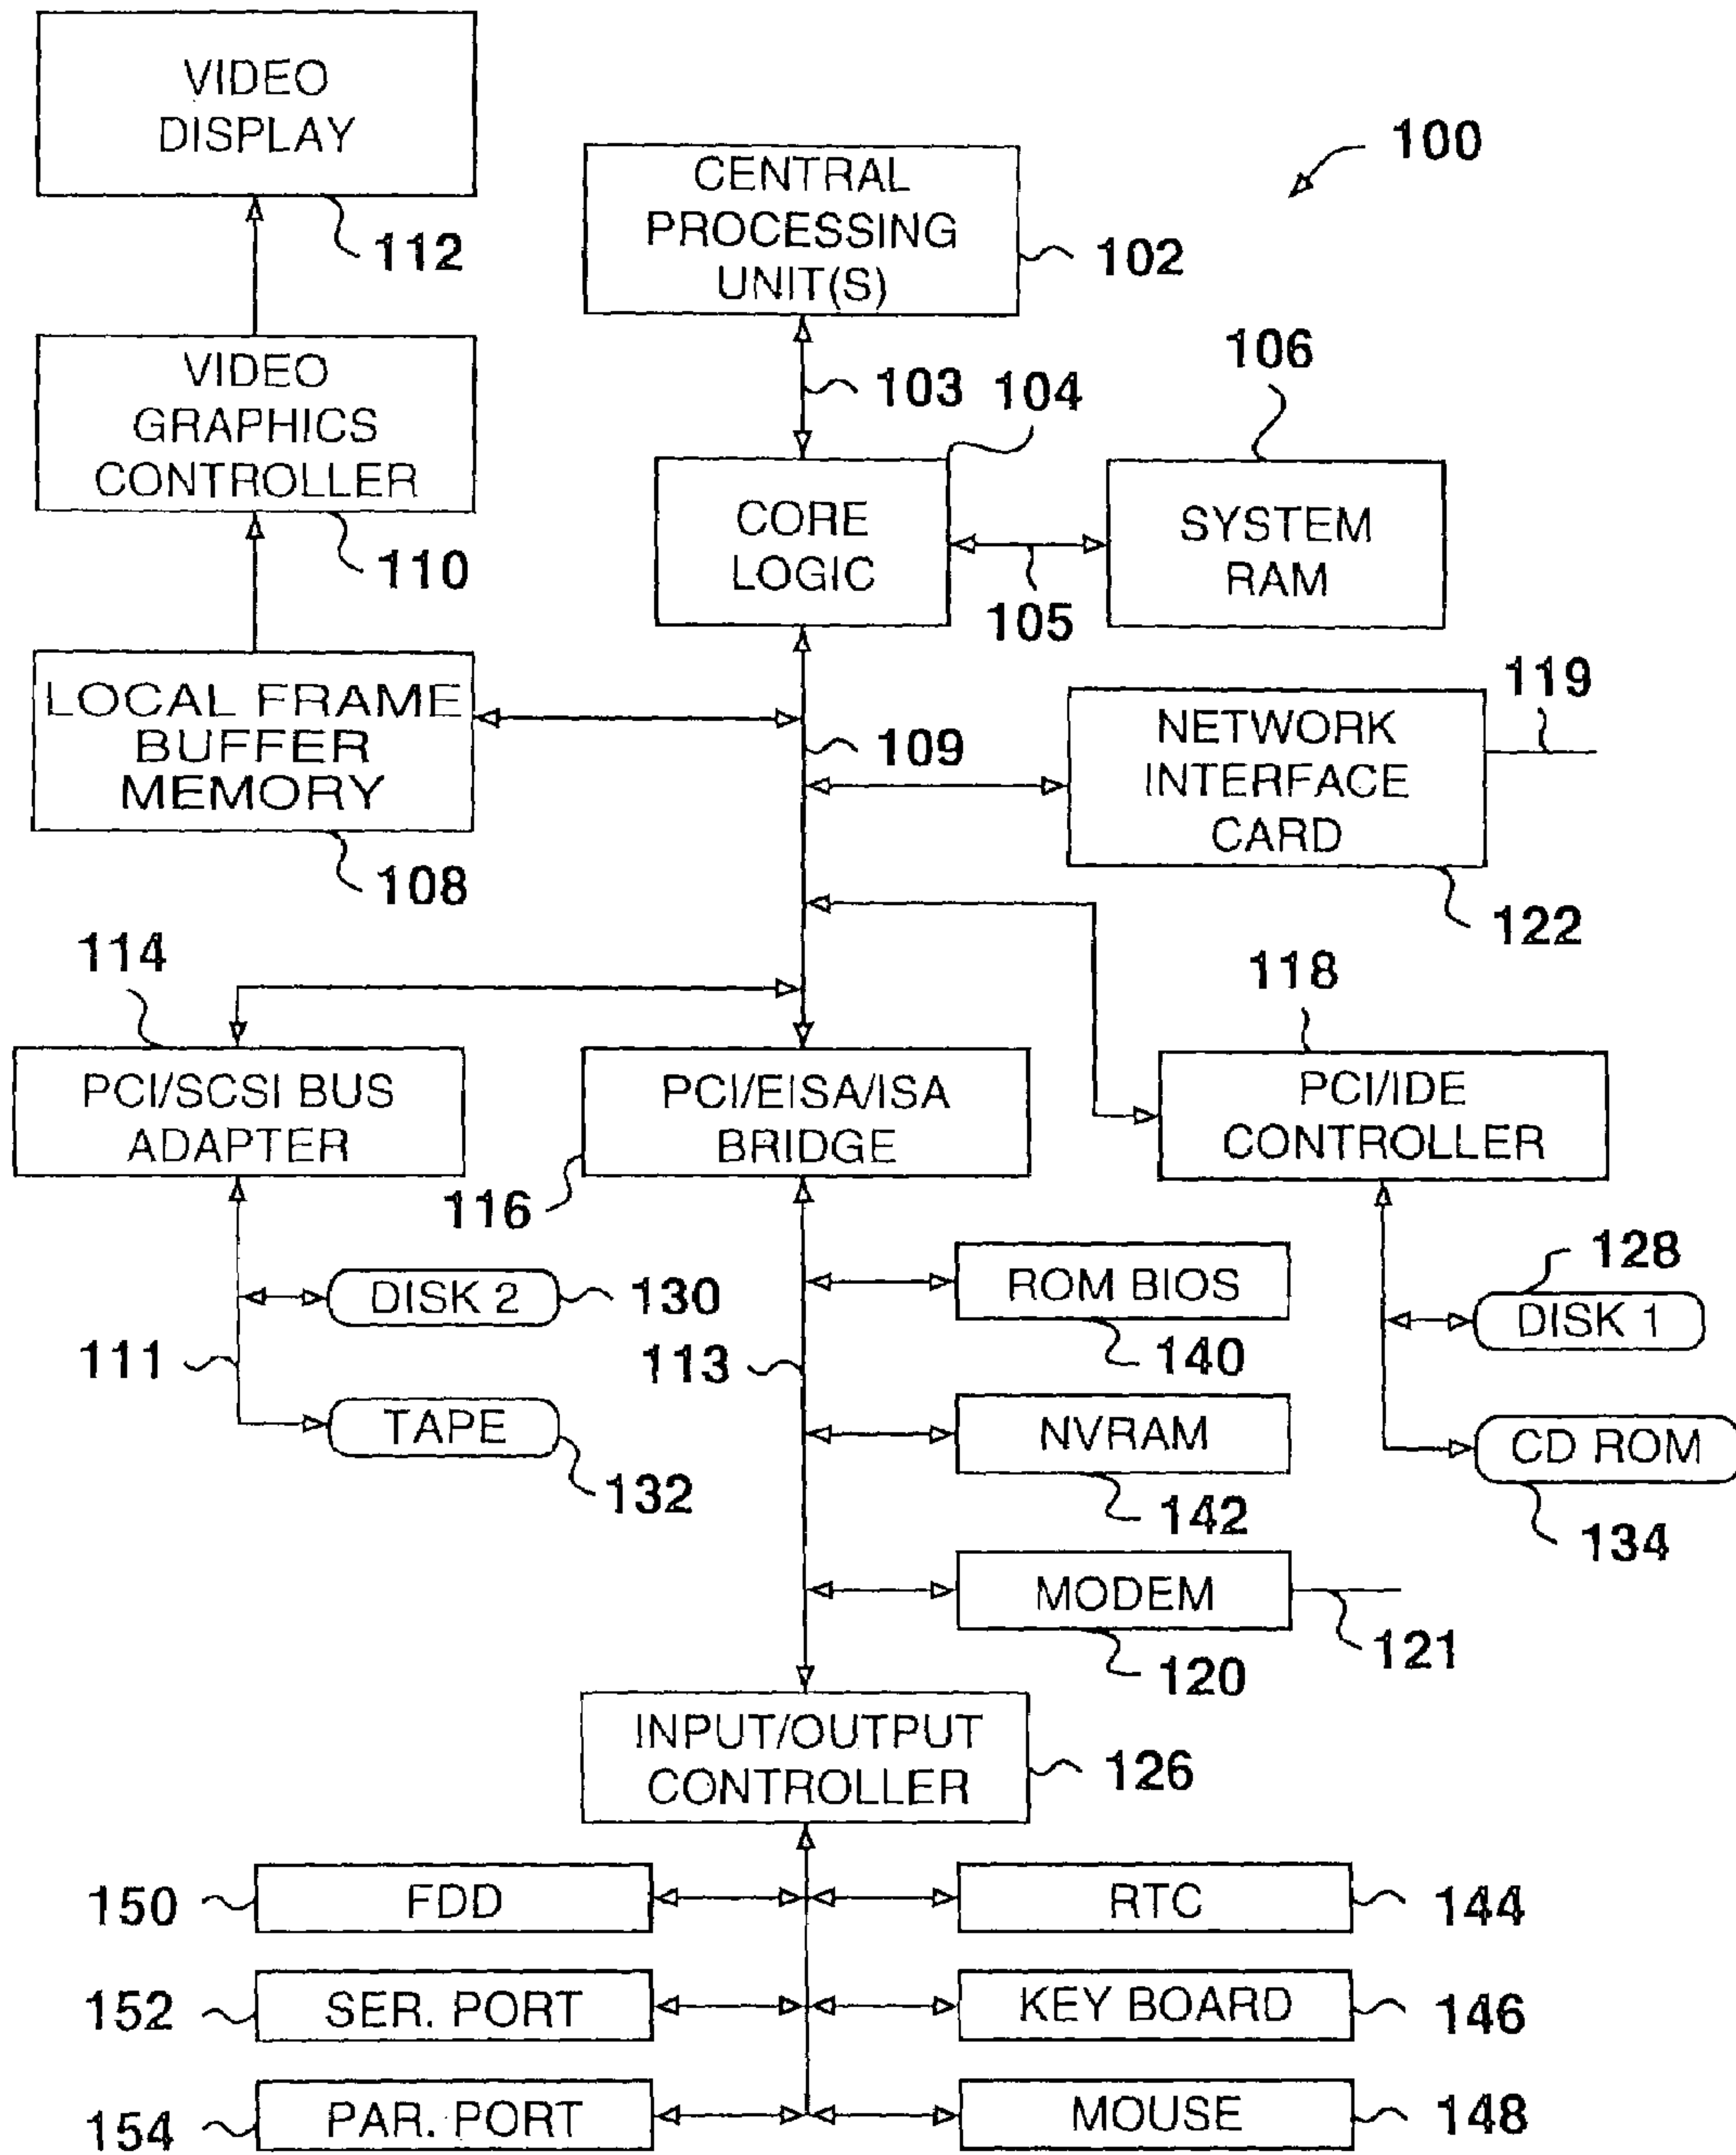 VIDEO
DISPLAY
112
100
CENTRAL
PROCESSING
UNIT(S)
102
VIDEO
GRAPHICS
CONTROLLER
110
103
104
106
CORE
LOGIC
105
SYSTEM
RAM
LOCAL FRAME
BUFFER
MEMORY
108
109
NETWORK
INTERFACE
CARD
119
122
114
PCI/SCSI BUS
ADAPTER
PCI/EISA/ISA
BRIDGE
116
118
PCI/IDE
CONTROLLER
DISK 2
130
111
TAPE
132
113
ROM BIOS
140
NVRAM
142
MODEM
120
121
128
DISK 1
CD ROM
134
INPUT/OUTPUT
CONTROLLER
126
150
FDD
RTC
144
152
SER. PORT
KEY BOARD
146
154
PAR. PORT
MOUSE
148